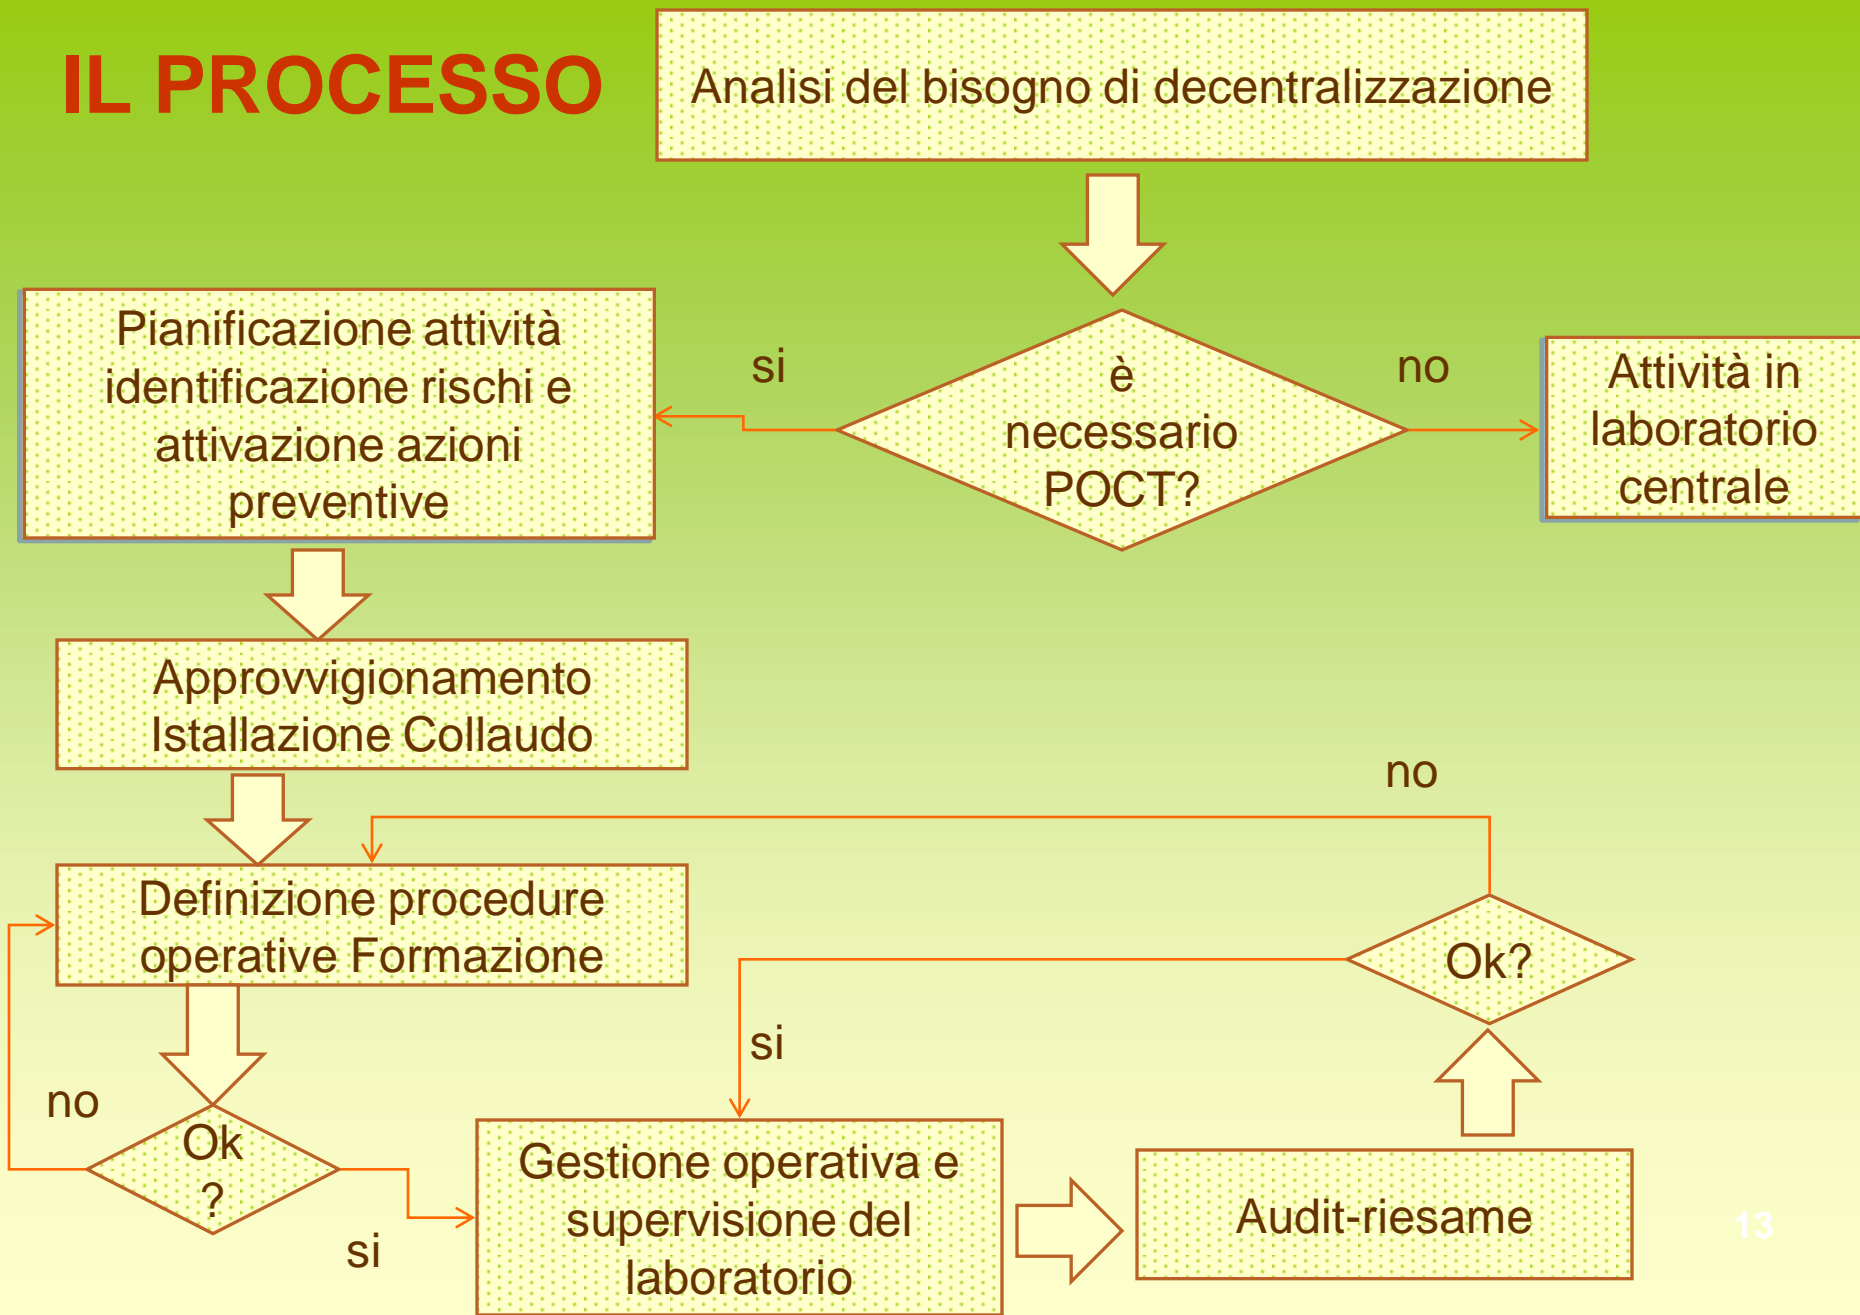 IL PROCESSO
Analisi del bisogno di decentralizzazione
Pianificazione attività
identificazione rischi e
attivazione azioni
preventive
si
è
necessario
POCT?
no
Attività in
laboratorio
centrale
Approvvigionamento
Istallazione Collaudo
no
Definizione procedure
operative Formazione
Ok?
si
no
Ok
?
si
Gestione operativa e
supervisione del
laboratorio
Audit-riesame
13